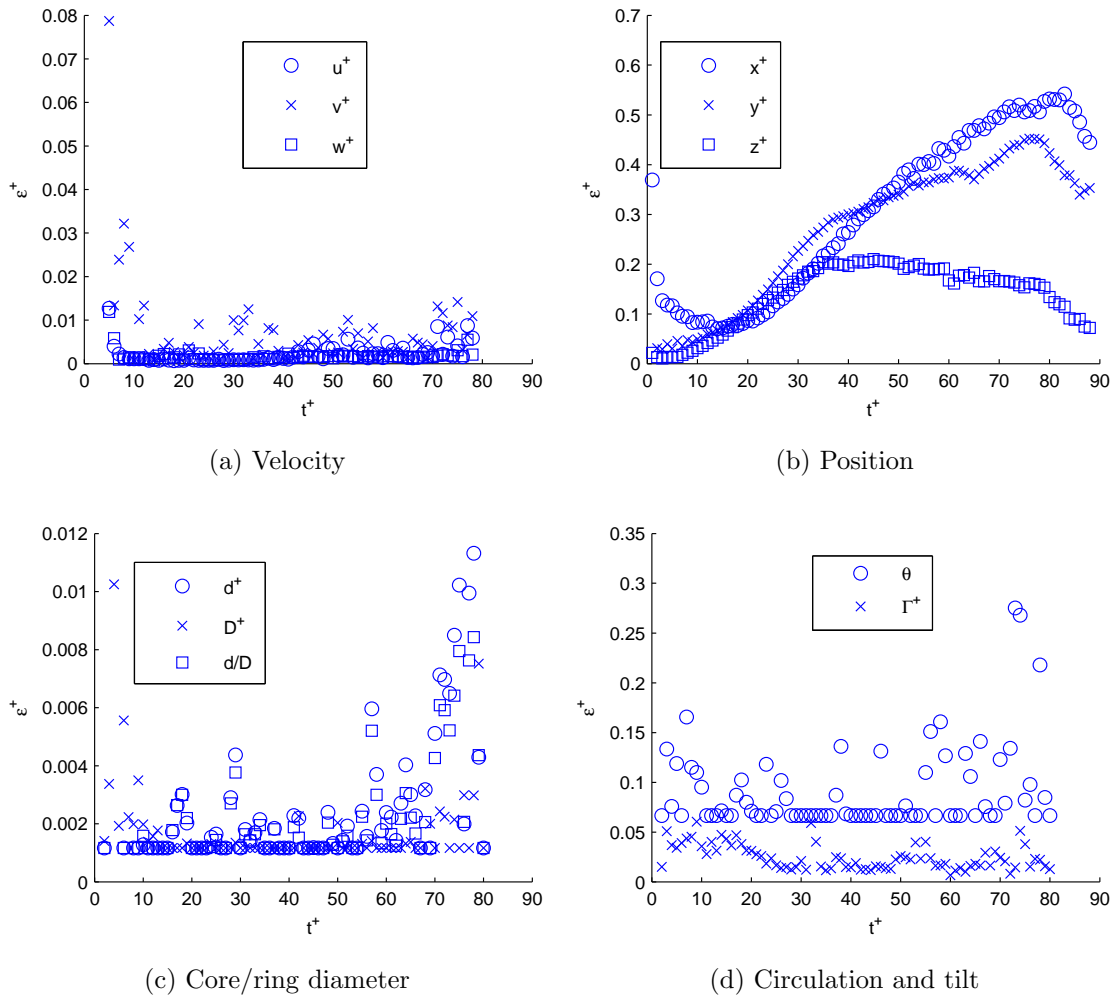 0.08
0.07
0.06
0.05
0.04
0.03
0.02
0.01
0
ε+
u+
v+
w+
0 10 20 30 40 50 60 70 80 90
t+
(a) Velocity
0.7
0.6
0.5
0.4
0.3
0.2
0.1
0
ε+
x+
y+
z+
0 10 20 30 40 50 60 70 80 90
t+
(b) Position
0.012
0.01
0.008
0.006
0.004
0.002
0
ε+
d+
D+
d/D
0 10 20 30 40 50 60 70 80 90
t+
(c) Core/ring diameter
0.35
0.3
0.25
0.2
0.15
0.1
0.05
0
ε+
θ
Γ+
0 10 20 30 40 50 60 70 80 90 100
t+
(d) Circulation and tilt